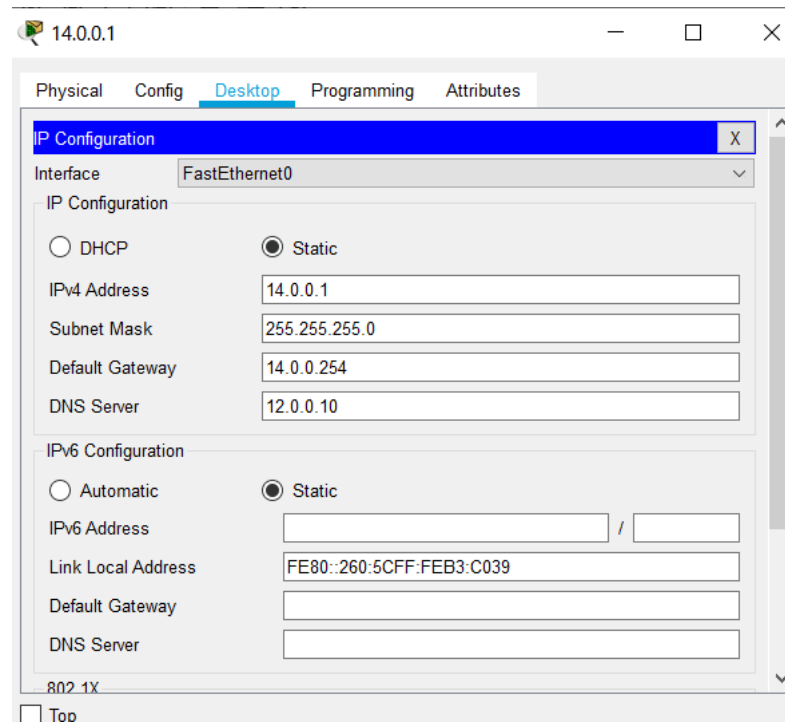 14.0.0.1
Physical Config Desktop Programming Attributes
IP Configuration X
Interface FastEthernet0
IP Configuration
DHCP Static
IPv4 Address 14.0.0.1
Subnet Mask 255.255.255.0
Default Gateway 14.0.0.254
DNS Server 12.0.0.10
IPv6 Configuration
Automatic Static
IPv6 Address /
Link Local Address FE80::260:5CFF:FEB3:C039
Default Gateway
DNS Server
802.1X
Top